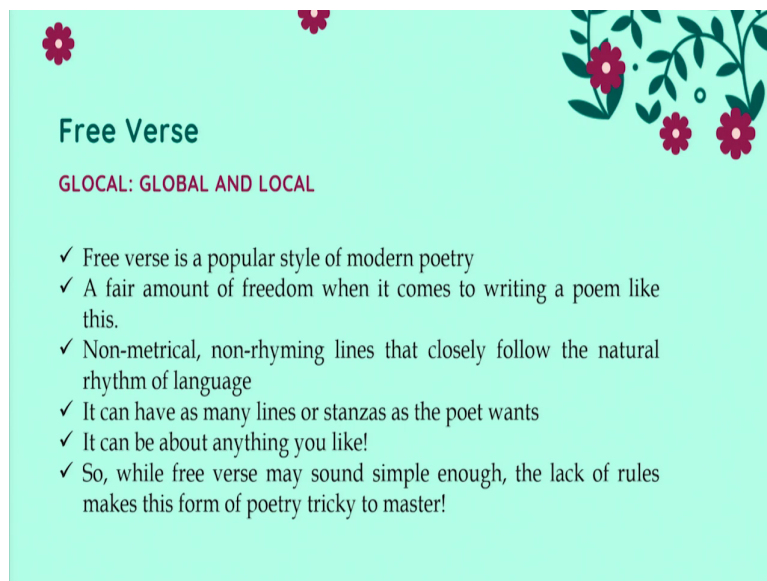 Free Verse
GLOCAL: GLOBAL AND LOCAL
✓ Free verse is a popular style of modern poetry
✓ A fair amount of freedom when it comes to writing a poem like
this.
✓ Non-metrical, non-rhyming lines that closely follow the natural
rhythm of language
✓ It can have as many lines or stanzas as the poet wants
✓ It can be about anything you like!
✓ So, while free verse may sound simple enough, the lack of rules
makes this form of poetry tricky to master!